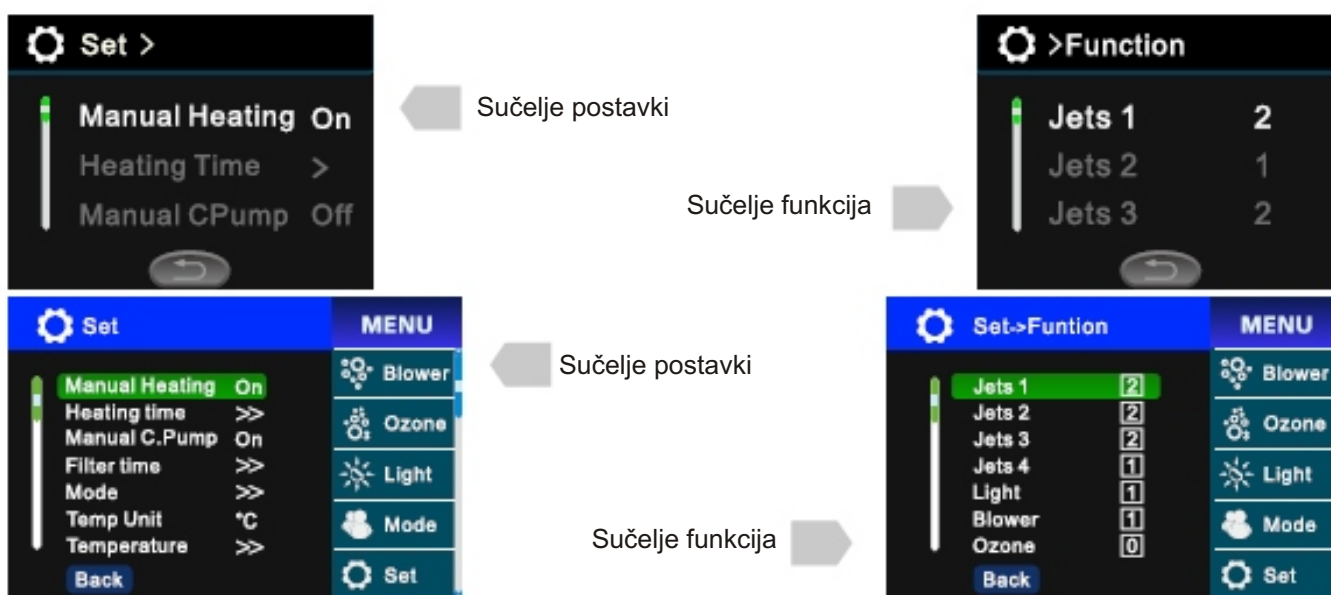 Set >
Manual Heating On
Heating Time >
Manual CPump Off
Sučelje postavki
>Function
Jets 1 2
Jets 2 1
Jets 3 2
Sučelje funkcija
Set
MENU
Manual Heating On
Heating time >>
Manual C.Pump On
Filter time >>
Mode >>
Temp Unit °C
Temperature >>
Back
Blower
Ozone
Light
Mode
Set
Sučelje postavki
Set->Funtion
MENU
Jets 1 2
Jets 2 2
Jets 3 2
Jets 4 1
Light 1
Blower 1
Ozone 0
Back
Blower
Ozone
Light
Mode
Set
Sučelje funkcija